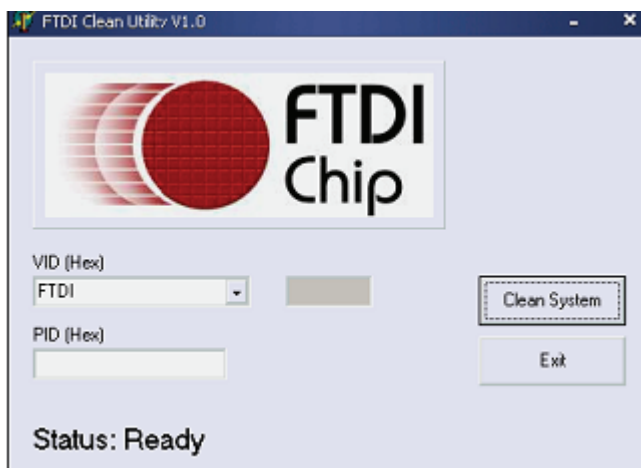 FTDI Clean Utility V1.0
FTDI
Chip
VID (Hex)
FTDI
Clean System
PID (Hex)
Exit
Status: Ready